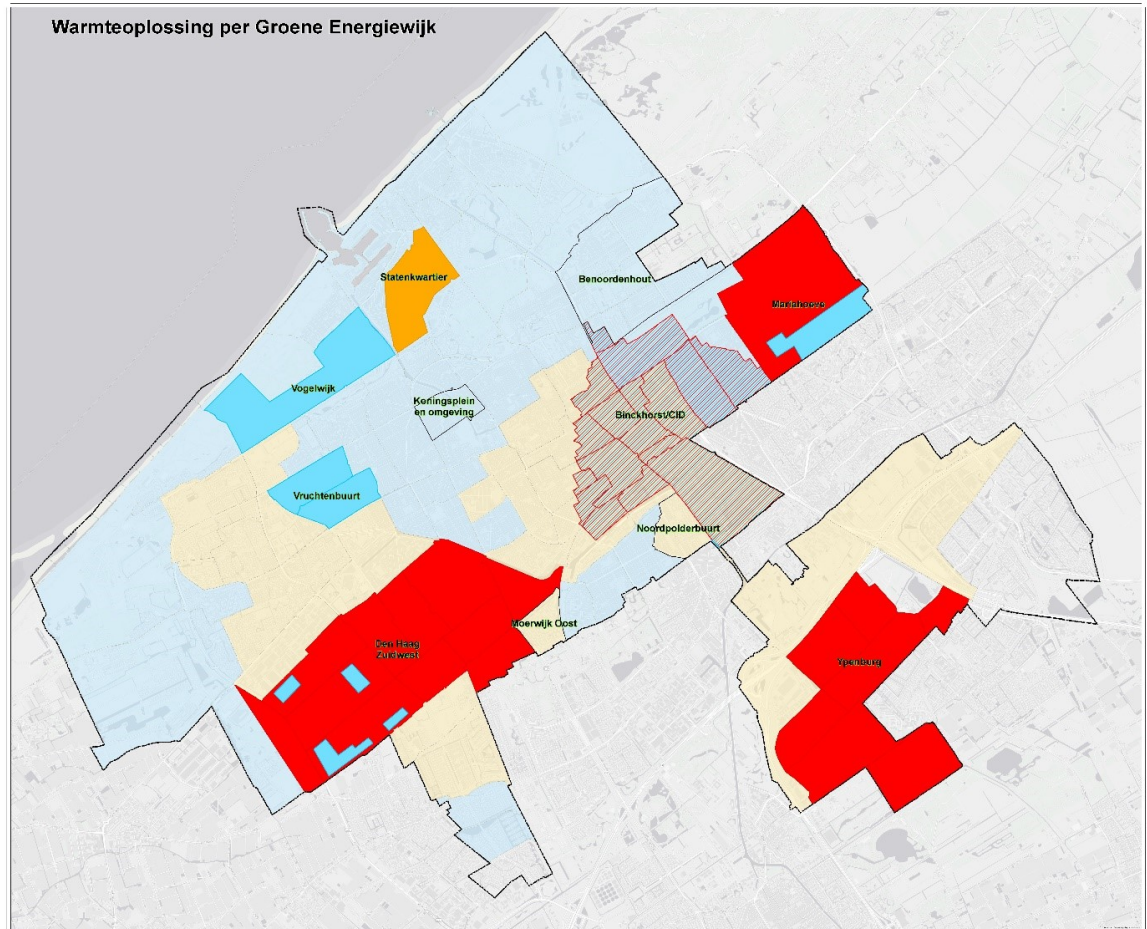 Warmteoplossing per Groene Energiewijk
Statenkwartier
Benoordenhout
Mariahoeve
Vogelwijk
Koningsplein
en omgeving
Binckhorst/CID
Vruchtenbuurt
Noordpolderbuurt
Moerwijk Oost
Den Haag
Zuidwest
Ypenburg